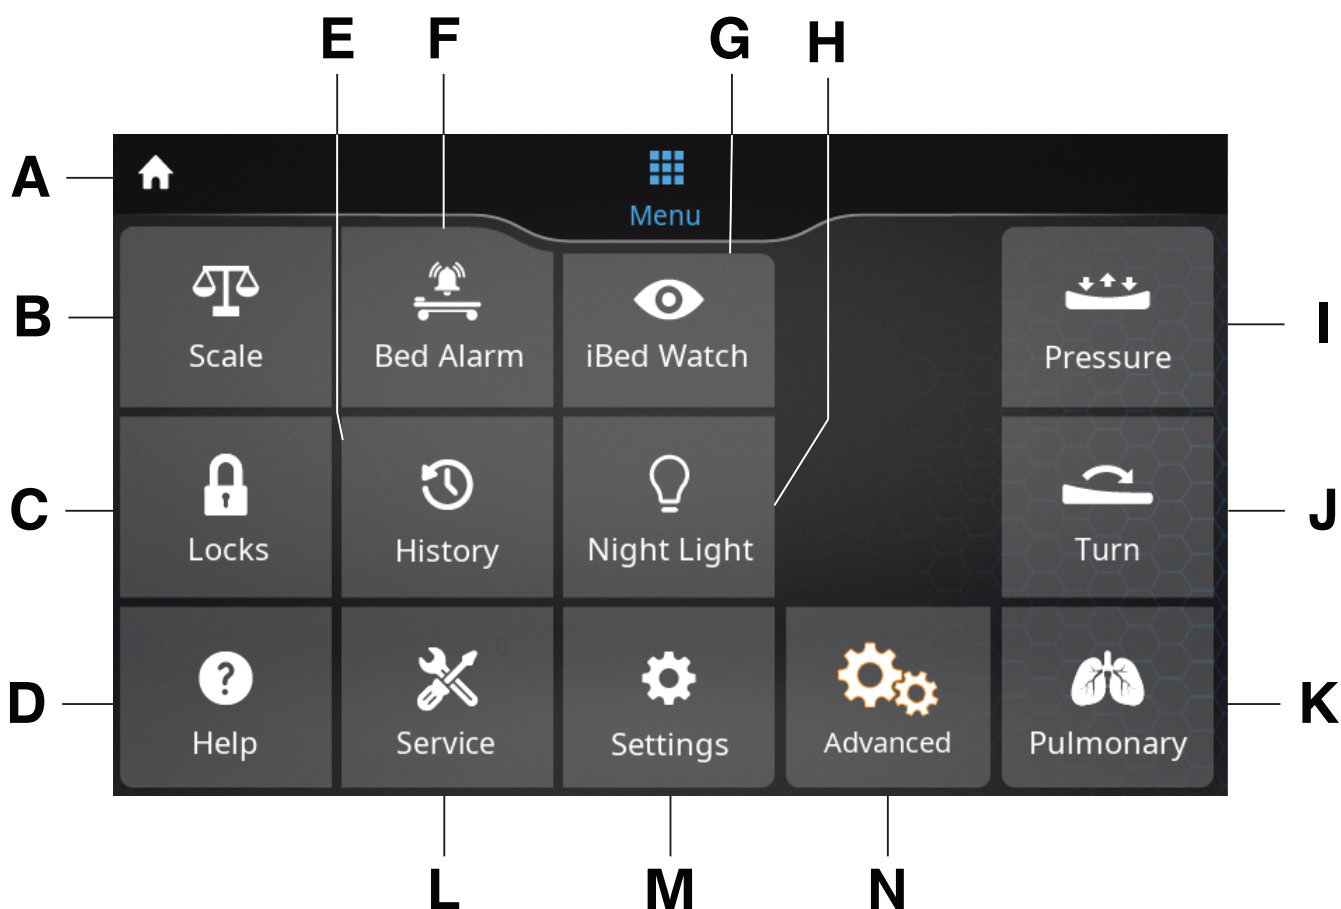 E F G H
A
Menu
B
Scale
Bed Alarm
iBed Watch
Pressure
I
C
Locks
History
Night Light
Turn
J
D
Help
Service
Settings
Advanced
Pulmonary
K
L M N